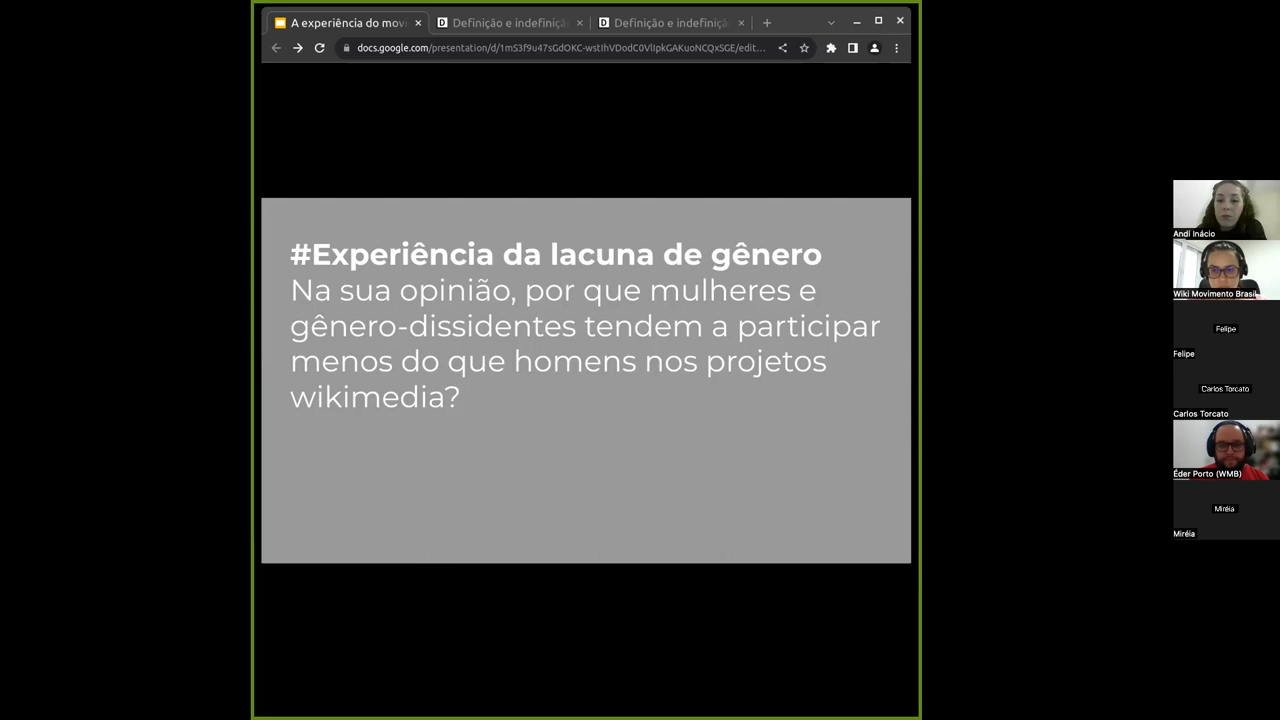 A experiência do movi
Definição e indefiniçã
Definição e indefiniçã
docs.google.com/presentation/d/1mS3f9u47sGdOKC-wstIhVDodC0VlIpkGAKuoNCQxSGE/edit...
#Experiência da lacuna de gênero
Na sua opinião, por que mulheres e
gênero-dissidentes tendem a participar
menos do que homens nos projetos
wikimedia?
Andi Inácio
Wiki Movimento Brasil
Felipe
Felipe
Carlos Torcato
Carlos Torcato
Éder Porto (WMB)
Miréia
Miréia